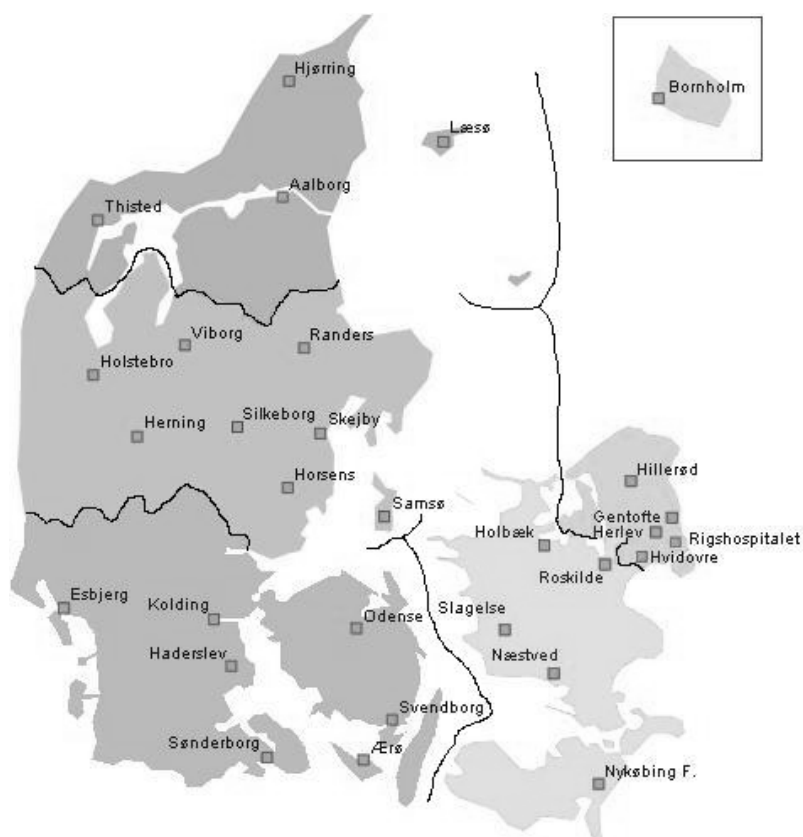 Hjørring
Bornholm
Læsø
Aalborg
Thisted
Viborg
Randers
Holstebro
Silkeborg
Herning
Skejby
Horsens
Hillerød
Samsø
Gentofte
Herlev
Holbæk
Rigshospitalet
Hvidovre
Roskilde
Esbjerg
Kolding
Odense
Slagelse
Haderslev
Næstved
Svendborg
Sønderborg
Ærø
Nykøbing F.